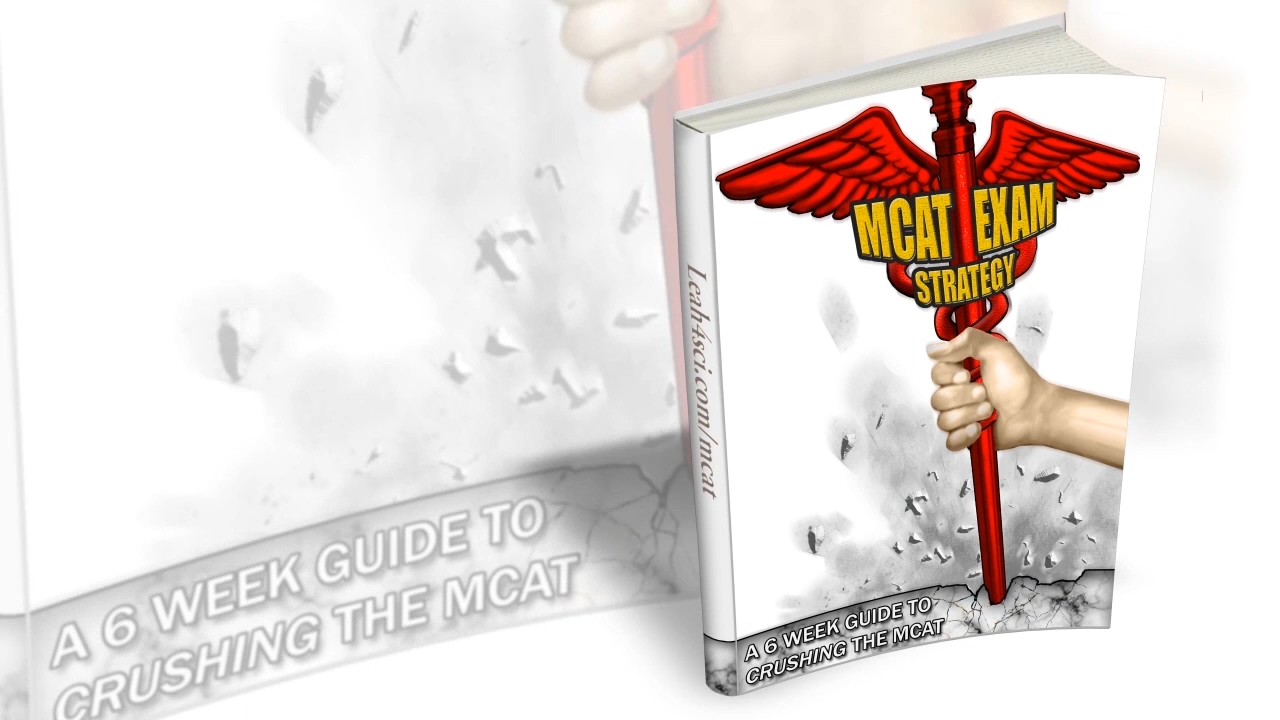 A 6 WEEK GUIDE TO
CRUSHING THE MCAT
Leah4sci.com/mcat
MCAT EXAM
STRATEGY
A 6 WEEK GUIDE TO
CRUSHING THE MCAT